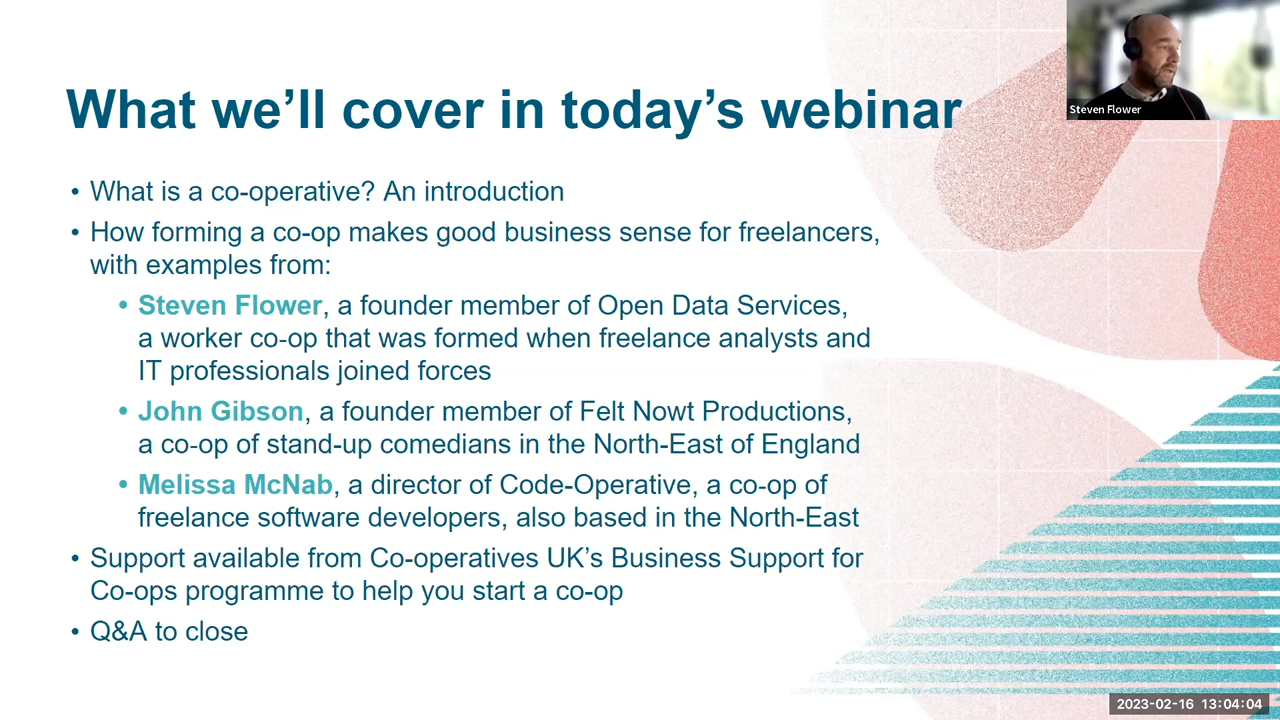 What we’ll cover in today’s webinar
Steven Flower
• What is a co-operative? An introduction
• How forming a co-op makes good business sense for freelancers,
with examples from:
• Steven Flower, a founder member of Open Data Services,
a worker co-op that was formed when freelance analysts and
IT professionals joined forces
• John Gibson, a founder member of Felt Nowt Productions,
a co-op of stand-up comedians in the North-East of England
• Melissa McNab, a director of Code-Operative, a co-op of
freelance software developers, also based in the North-East
• Support available from Co-operatives UK’s Business Support for
Co-ops programme to help you start a co-op
• Q&A to close
2023-02-16 13:04:04